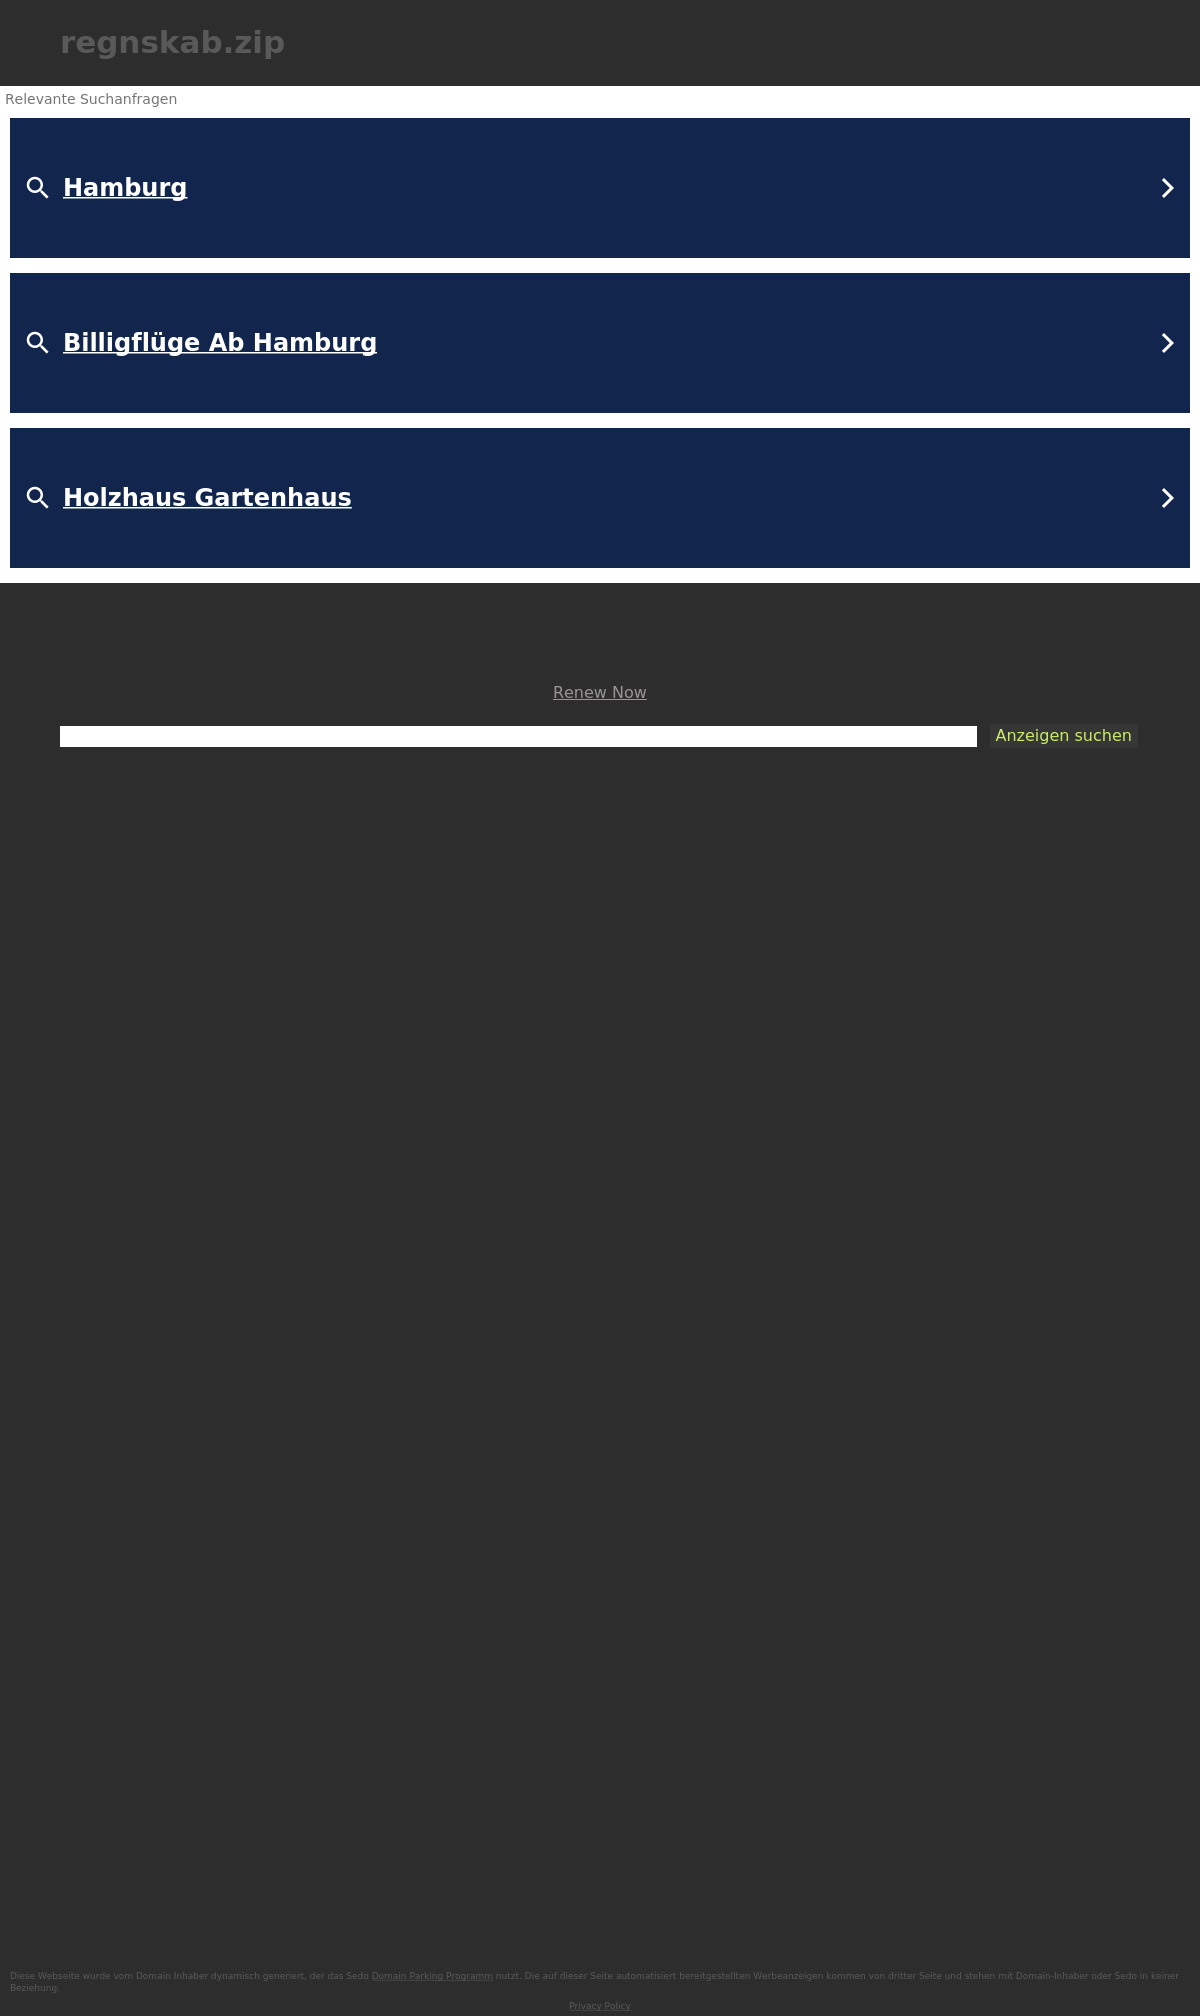 regnskab.zip
Relevante Suchanfragen
Hamburg
Billigflüge Ab Hamburg
Holzhaus Gartenhaus
Renew Now
Anzeigen suchen
Diese Webseite wurde vom Domain Inhaber dynamisch generiert, der das Sedo Domain Parking Programm nutzt. Die auf dieser Seite automatisiert bereitgestellten Werbeanzeigen kommen von dritter Seite und stehen mit Domain-Inhaber oder Sedo in keiner
Beziehung.
Privacy Policy